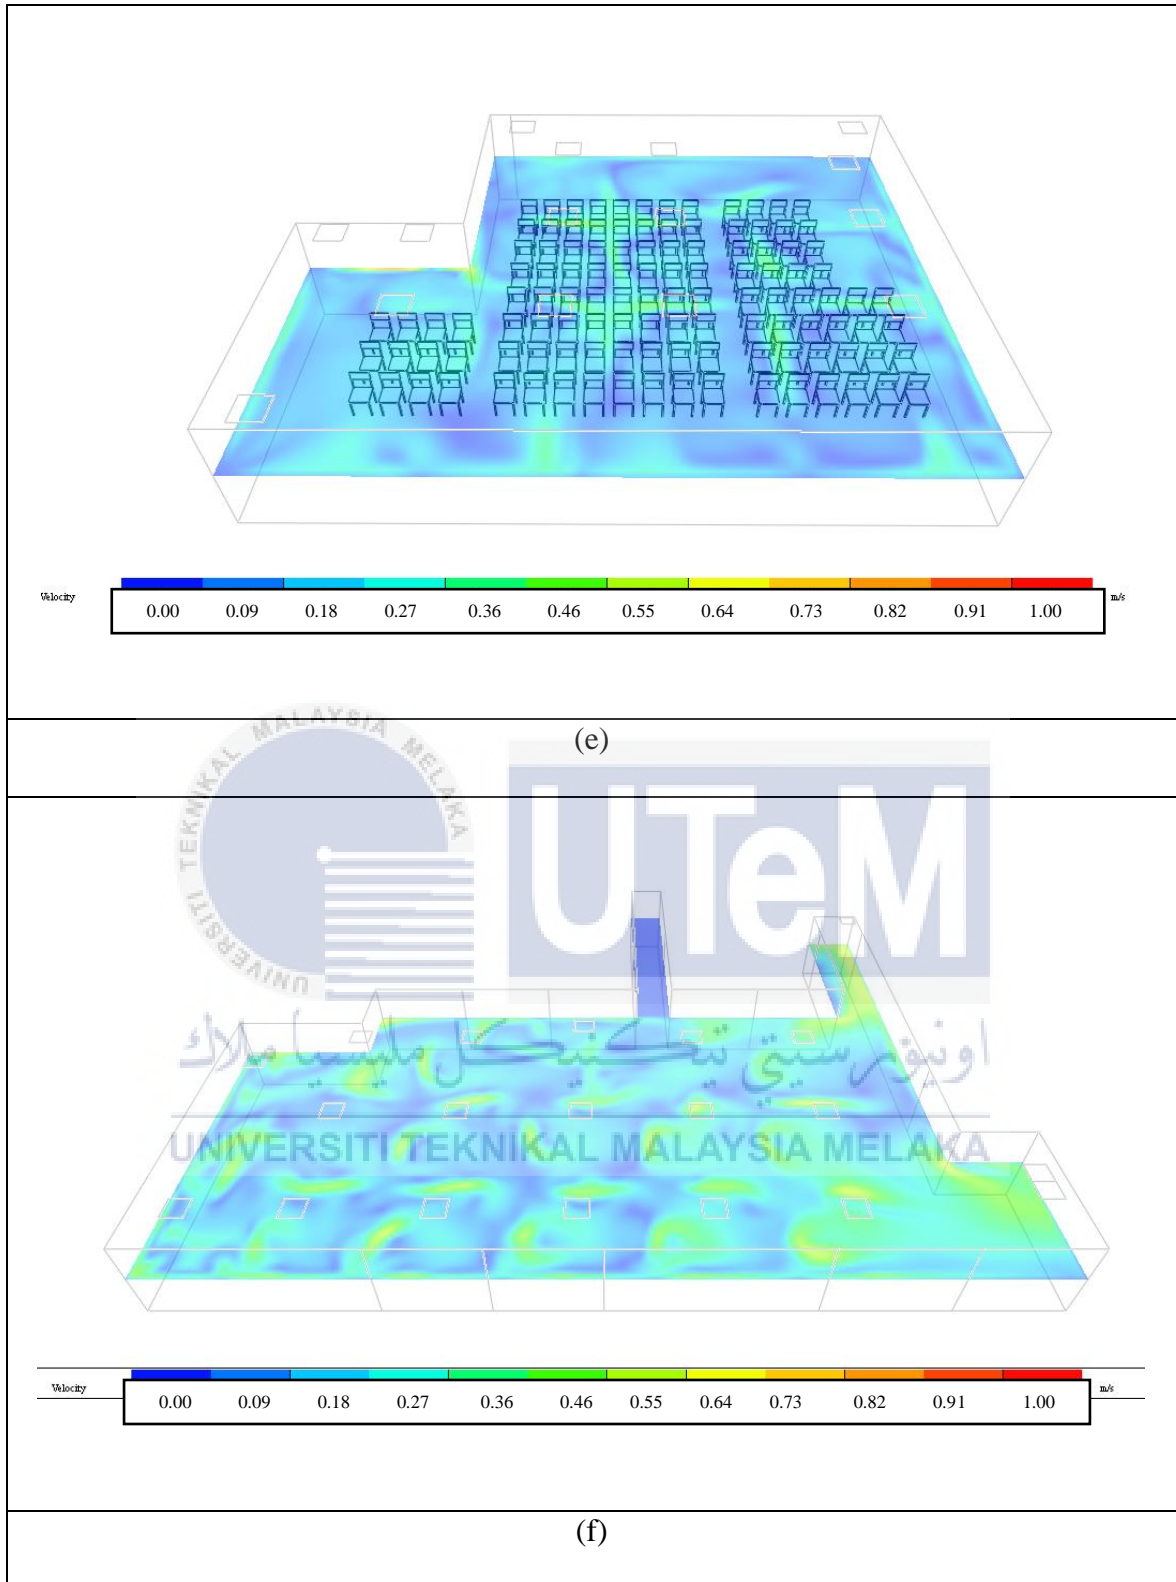 Velocity 0.00 0.09 0.18 0.27 0.36 0.46 0.55 0.64 0.73 0.82 0.91 1.00 m/s
(e)
UNIVERSITI TEKNIKAL MALAYSIA MELAKA
UTeM
اونيۏرسيتي تيكنيكل مليسيا ملاك
UNIVERSITI TEKNIKAL MALAYSIA MELAKA
Velocity 0.00 0.09 0.18 0.27 0.36 0.46 0.55 0.64 0.73 0.82 0.91 1.00 m/s
(f)